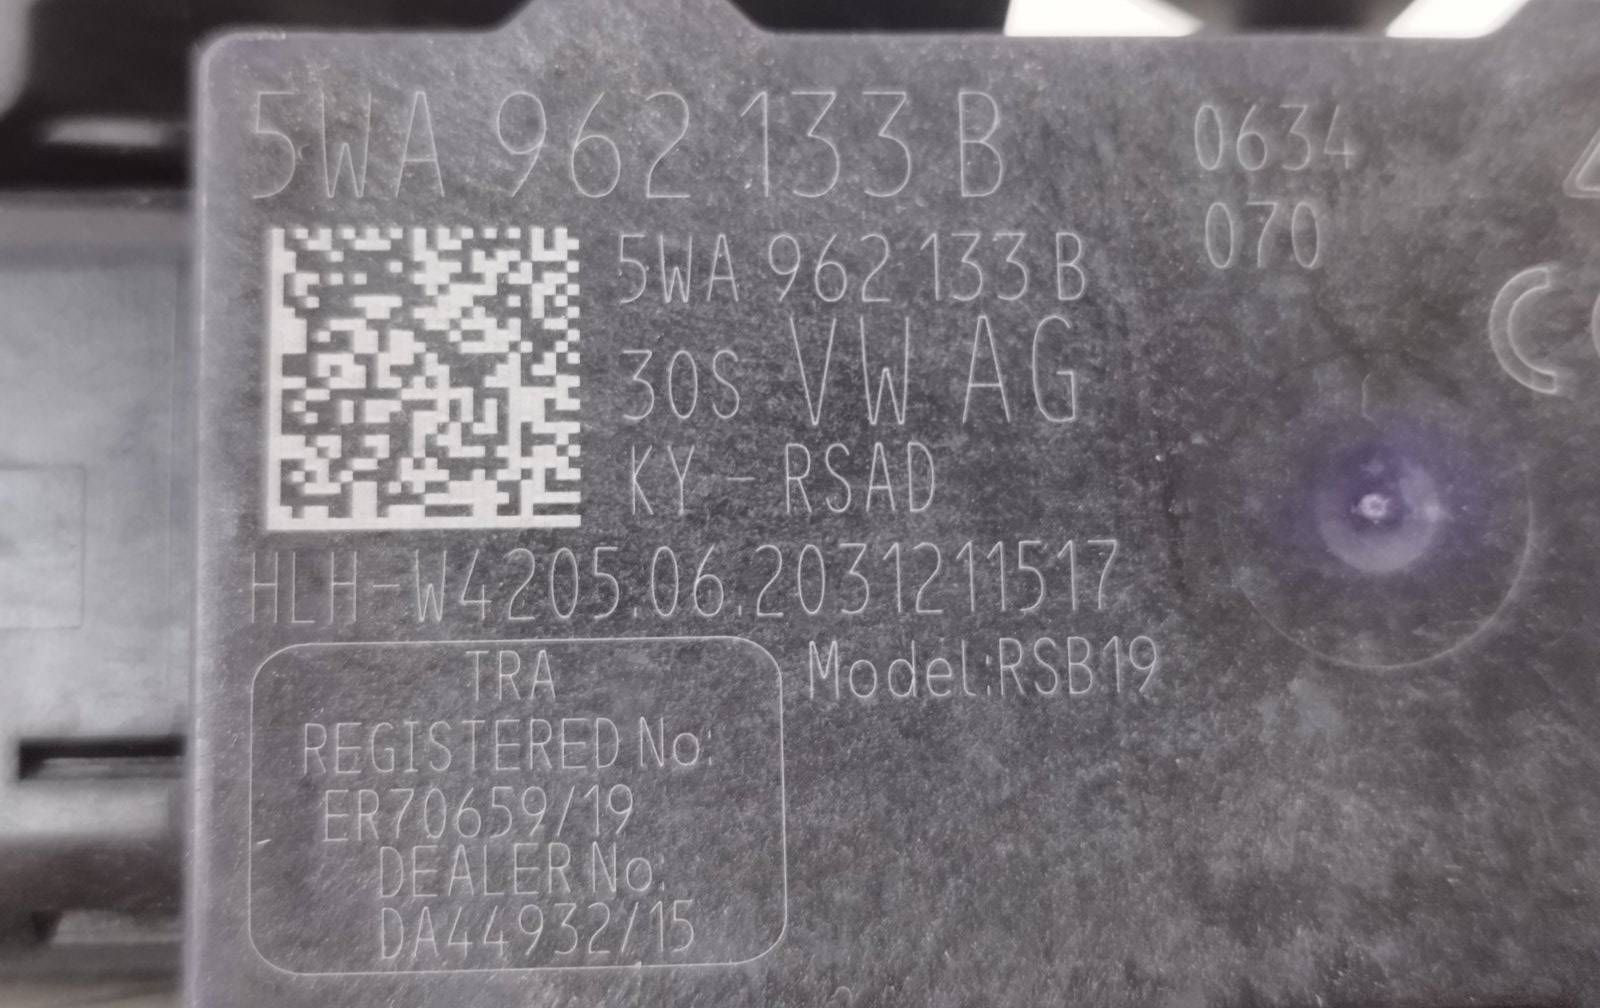 5WA 962 133 B
0634
070
5WA 962 133 B
30S VW AG
KY - RSAD
HLH-W4205.06.2031211517
Model:RSB19
TRA
REGISTERED No:
ER70659/19
DEALER No:
DA44932/15